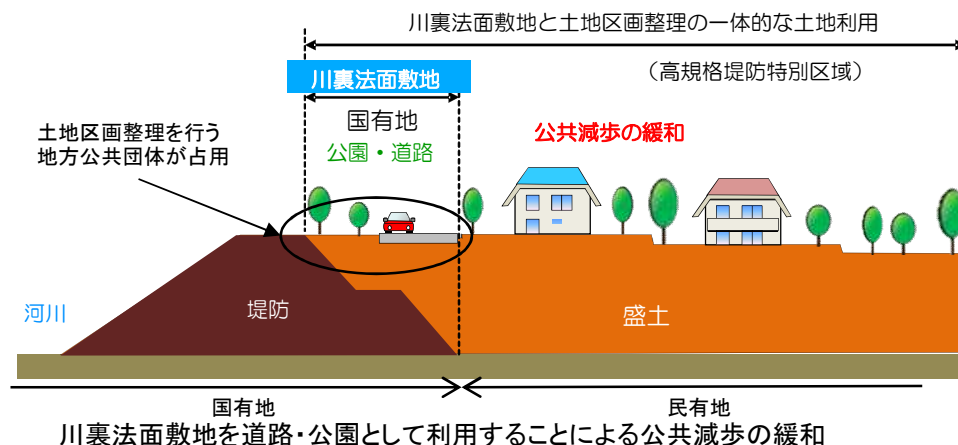 川裏法面敷地と土地区画整理の一体的な土地利用
（高規格堤防特別区域）
川裏法面敷地
国有地
公園・道路
公共減歩の緩和
土地区画整理を行う
地方公共団体が占用
河川
堤防
盛土
国有地
民有地
川裏法面敷地を道路・公園として利用することによる公共減歩の緩和